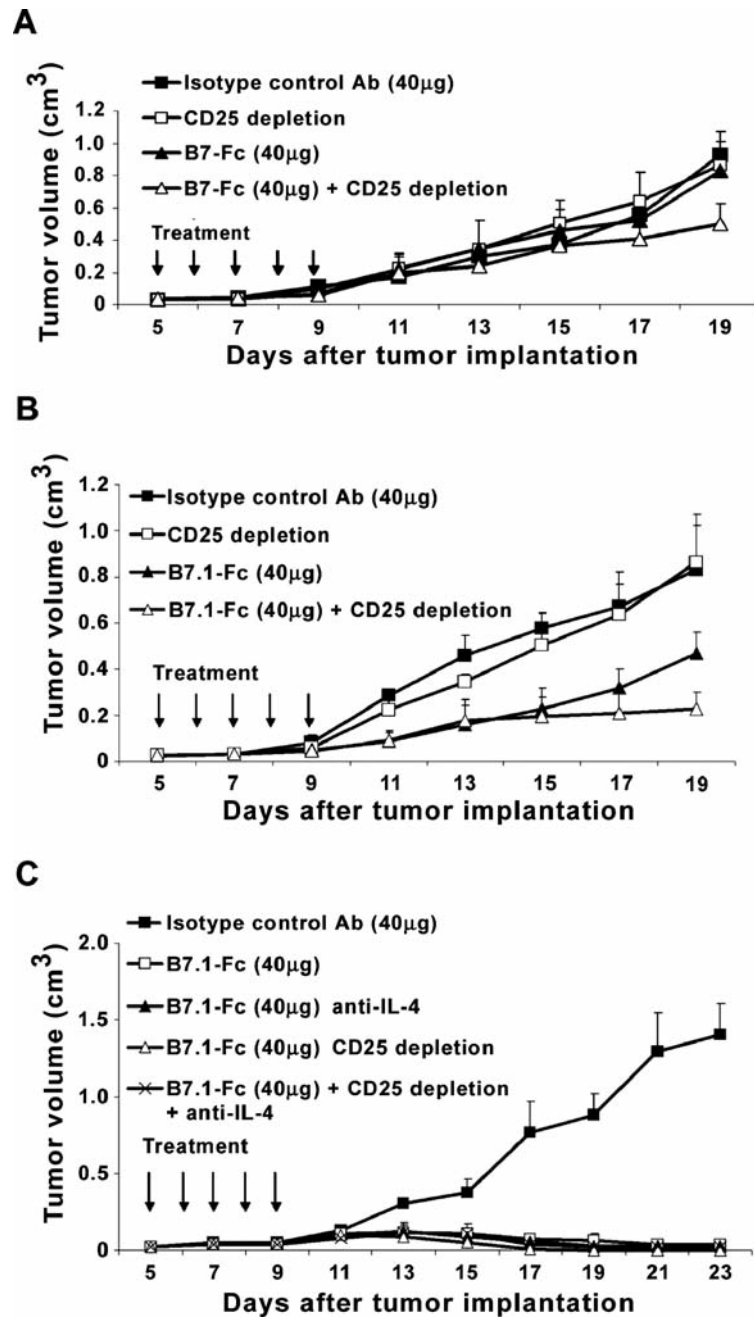 A
Tumor volume (cm3)
Isotype control Ab (40μg)
CD25 depletion
B7-Fc (40μg)
B7-Fc (40μg) + CD25 depletion
Treatment
1.2
1.0
0.8
0.6
0.4
0.2
0
5 7 9 11 13 15 17 19
Days after tumor implantation
B
Tumor volume (cm3)
Isotype control Ab (40μg)
CD25 depletion
B7.1-Fc (40μg)
B7.1-Fc (40μg) + CD25 depletion
Treatment
1.2
1.0
0.8
0.6
0.4
0.2
0
5 7 9 11 13 15 17 19
Days after tumor implantation
C
Tumor volume (cm3)
Isotype control Ab (40μg)
B7.1-Fc (40μg)
B7.1-Fc (40μg) anti-IL-4
B7.1-Fc (40μg) CD25 depletion
B7.1-Fc (40μg) + CD25 depletion
+ anti-IL-4
Treatment
2.0
1.5
1.0
0.5
0
5 7 9 11 13 15 17 19 21 23
Days after tumor implantation